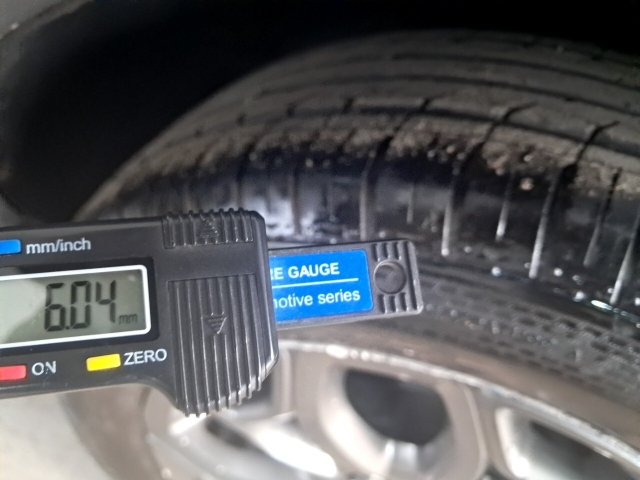 mm/inch
6.04 mm
ON ZERO
RE GAUGE
motive series